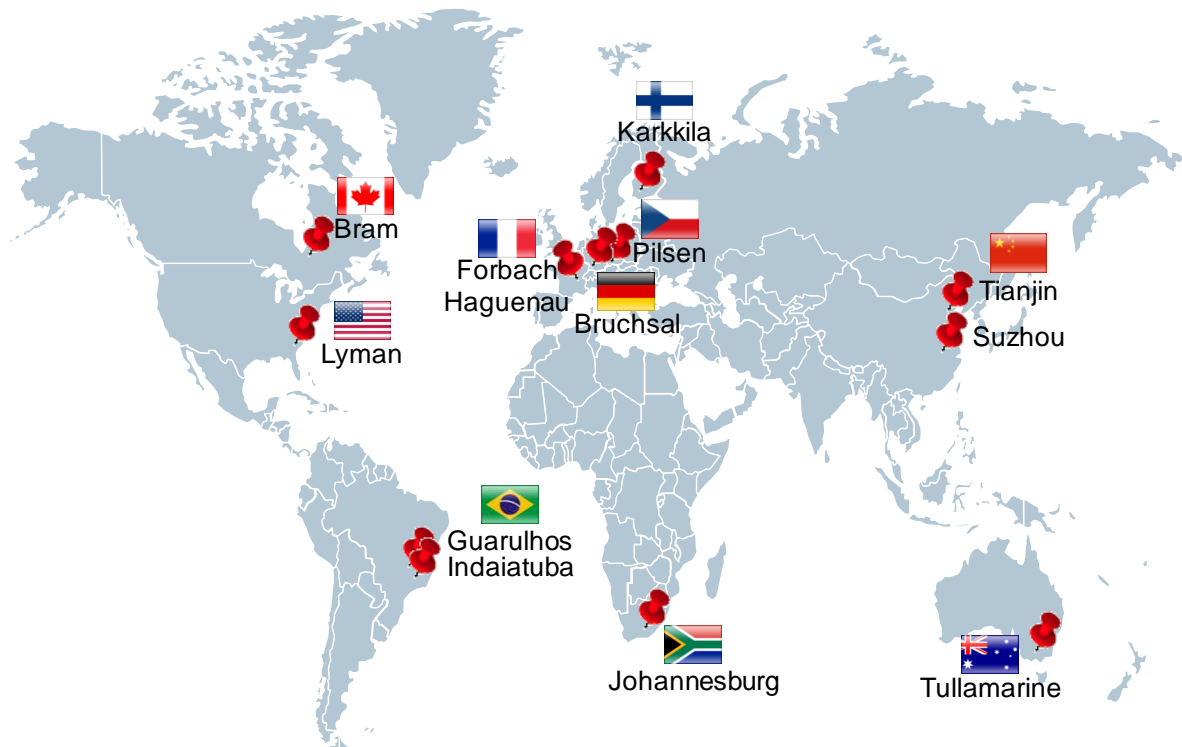 Karkkila
Bram
Pilsen
Forbach
Haguenau
Tianjin
Bruchsal
Suzhou
Lyman
Guarulhos
Indaiatuba
Johannesburg
Tullamarine